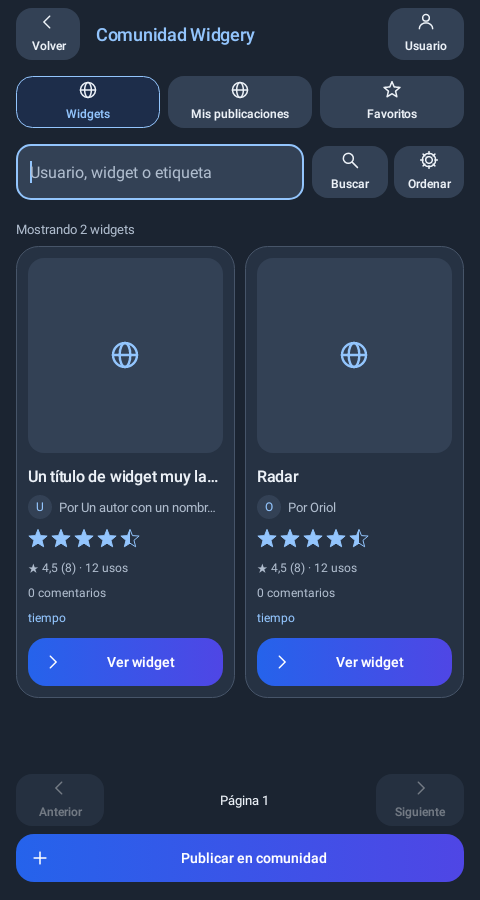 Volver
Comunidad Widgery
Usuario
Widgets
Mis publicaciones
Favoritos
Usuario, widget o etiqueta
Buscar
Ordenar
Mostrando 2 widgets
Un título de widget muy la...
U
Por Un autor con un nombr...
★ 4,5 (8) · 12 usos
0 comentarios
tiempo
Ver widget
Radar
O
Por Oriol
★ 4,5 (8) · 12 usos
0 comentarios
tiempo
Ver widget
Anterior
Página 1
Siguiente
Publicar en comunidad